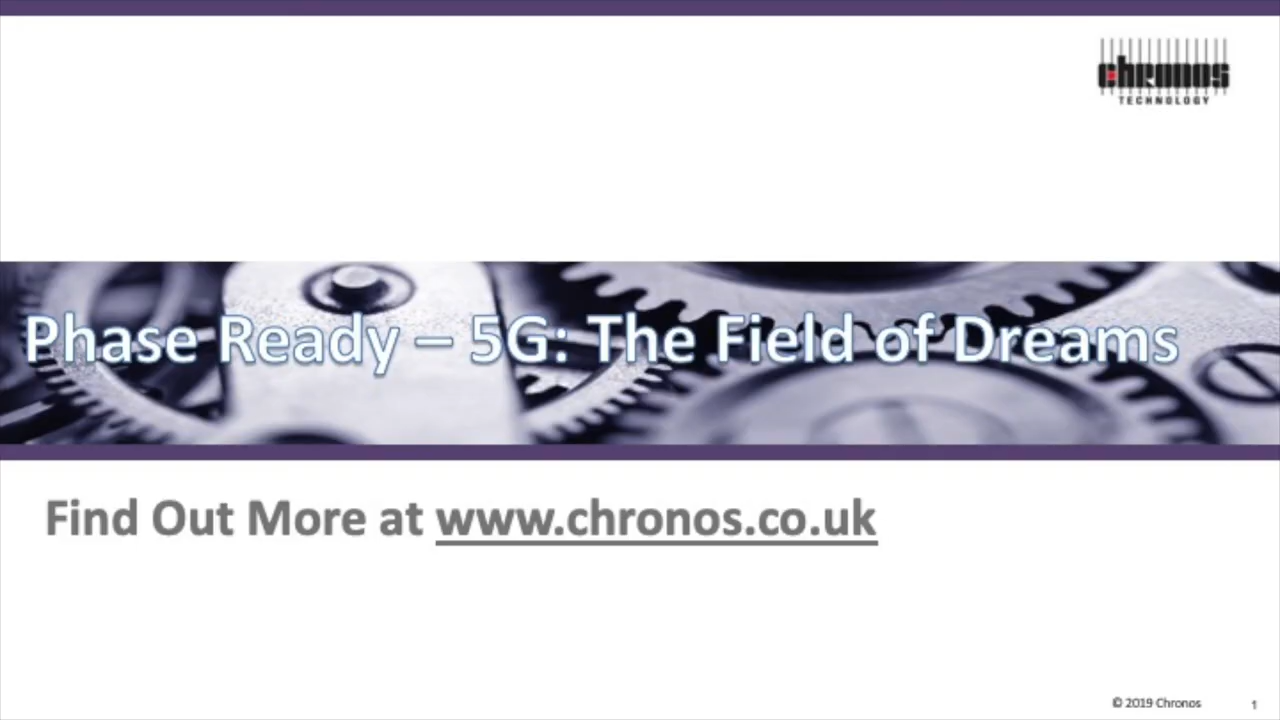 chronos
TECHNOLOGY
Phase Ready – 5G: The Field of Dreams
Find Out More at www.chronos.co.uk
© 2019 Chronos
1